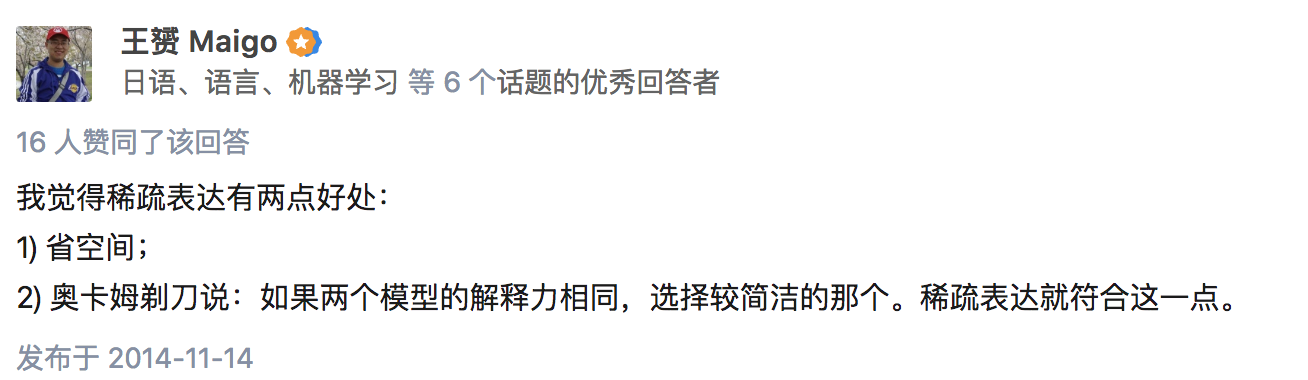 王赟 Maigo
日语、语言、机器学习 等 6 个话题的优秀回答者
16 人赞同了该回答
我觉得稀疏表达有两点好处：
1) 省空间；
2) 奥卡姆剃刀说：如果两个模型的解释力相同，选择较简洁的那个。稀疏表达就符合这一点。
发布于 2014-11-14